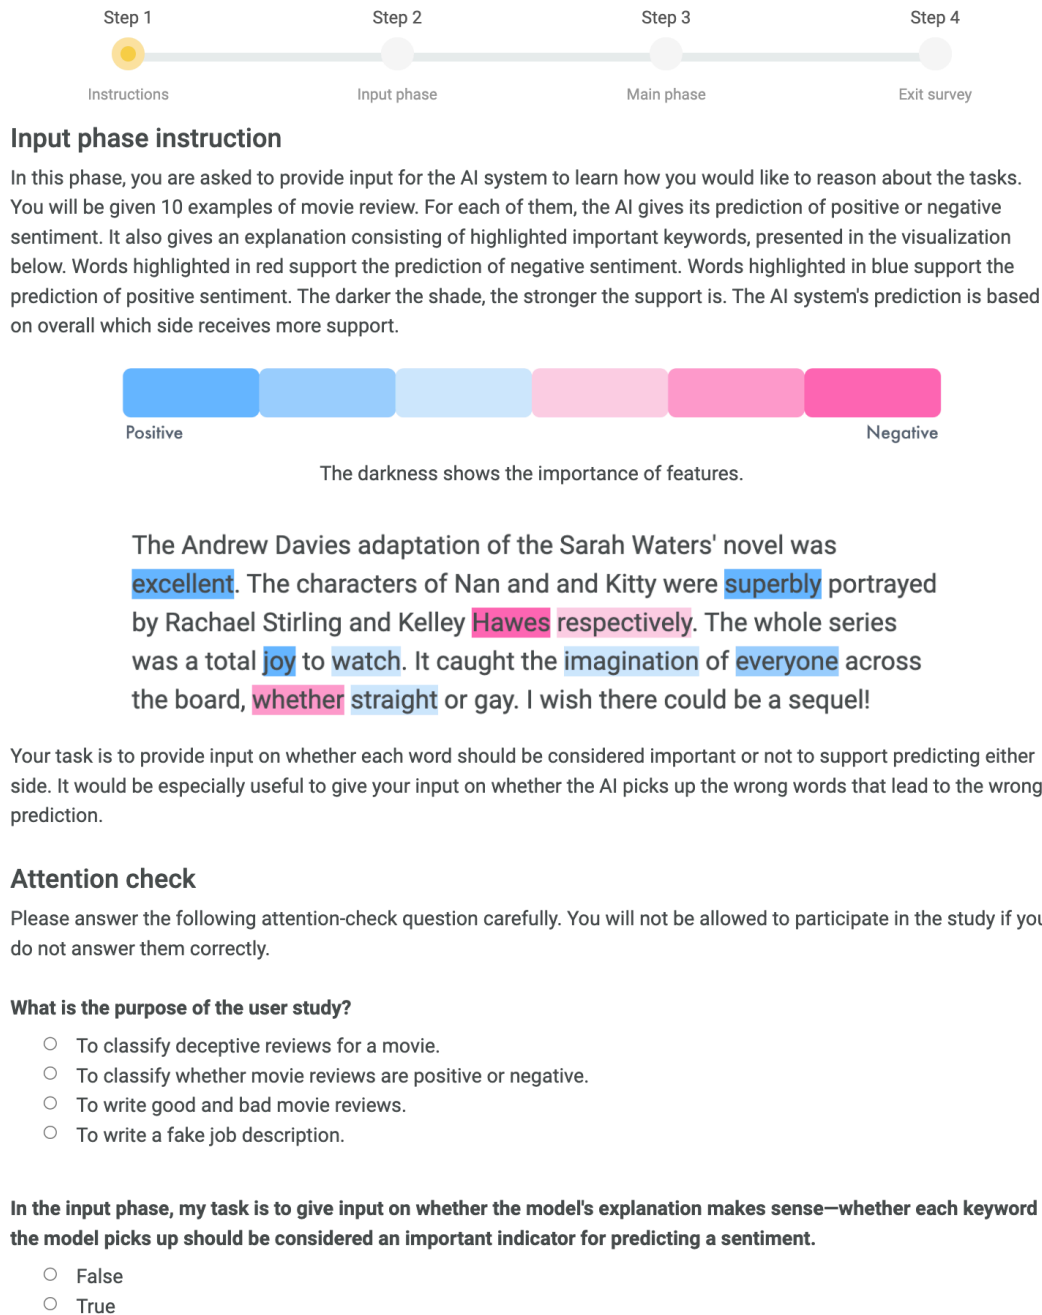 Step 1
Step 2
Step 3
Step 4
Instructions
Input phase
Main phase
Exit survey
Input phase instruction
In this phase, you are asked to provide input for the AI system to learn how you would like to reason about the tasks.
You will be given 10 examples of movie review. For each of them, the AI gives its prediction of positive or negative
sentiment. It also gives an explanation consisting of highlighted important keywords, presented in the visualization
below. Words highlighted in red support the prediction of negative sentiment. Words highlighted in blue support the
prediction of positive sentiment. The darker the shade, the stronger the support is. The AI system's prediction is based
on overall which side receives more support.
Positive
Negative
The darkness shows the importance of features.
The Andrew Davies adaptation of the Sarah Waters' novel was
excellent. The characters of Nan and and Kitty were superbly portrayed
by Rachael Stirling and Kelley Hawes respectively. The whole series
was a total joy to watch. It caught the imagination of everyone across
the board, whether straight or gay. I wish there could be a sequel!
Your task is to provide input on whether each word should be considered important or not to support predicting either
side. It would be especially useful to give your input on whether the AI picks up the wrong words that lead to the wrong
prediction.
Attention check
Please answer the following attention-check question carefully. You will not be allowed to participate in the study if you
do not answer them correctly.
What is the purpose of the user study?
To classify deceptive reviews for a movie.
To classify whether movie reviews are positive or negative.
To write good and bad movie reviews.
To write a fake job description.
In the input phase, my task is to give input on whether the model's explanation makes sense—whether each keyword
the model picks up should be considered an important indicator for predicting a sentiment.
False
True